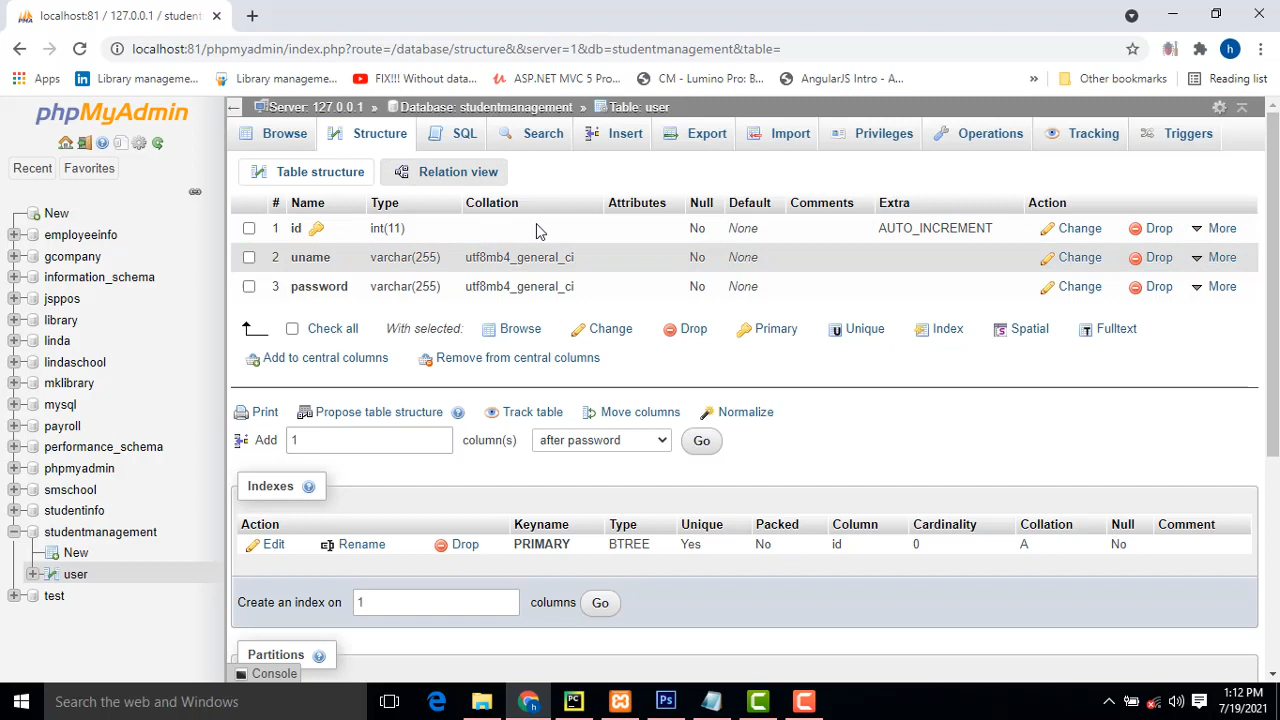 localhost:81 / 127.0.0.1 / student
localhost:81/phpmyadmin/index.php?route=/database/structure&&server=1&db=studentmanagement&table=
h
Apps
Library manageme...
Library manageme...
FIX!!! Without data...
ASP.NET MVC 5 Pro...
CM - Lumino Pro: B...
AngularJS Intro - A...
»
Other bookmarks
Reading list
phpMyAdmin
Recent
Favorites
New
employeeinfo
gcompany
information_schema
jsppos
library
linda
lindaschool
mklibrary
mysql
payroll
performance_schema
phpmyadmin
smschool
studentinfo
studentmanagement
New
user
test
Server: 127.0.0.1 » Database: studentmanagement » Table: user
Browse Structure SQL Search Insert Export Import Privileges Operations Tracking Triggers
Table structure Relation view
# Name Type Collation Attributes Null Default Comments Extra Action
1 id int(11) No None AUTO_INCREMENT Change Drop More
2 uname varchar(255) utf8mb4_general_ci No None Change Drop More
3 password varchar(255) utf8mb4_general_ci No None Change Drop More
Check all With selected: Browse Change Drop Primary Unique Index Spatial Fulltext
Add to central columns Remove from central columns
Print Propose table structure Track table Move columns Normalize
Add 1 column(s) after password Go
Indexes
Action Keyname Type Unique Packed Column Cardinality Collation Null Comment
Edit Rename Drop PRIMARY BTREE Yes No id 0 A No
Create an index on 1 columns Go
Partitions
Console
Search the web and Windows
1:12 PM
7/19/2021